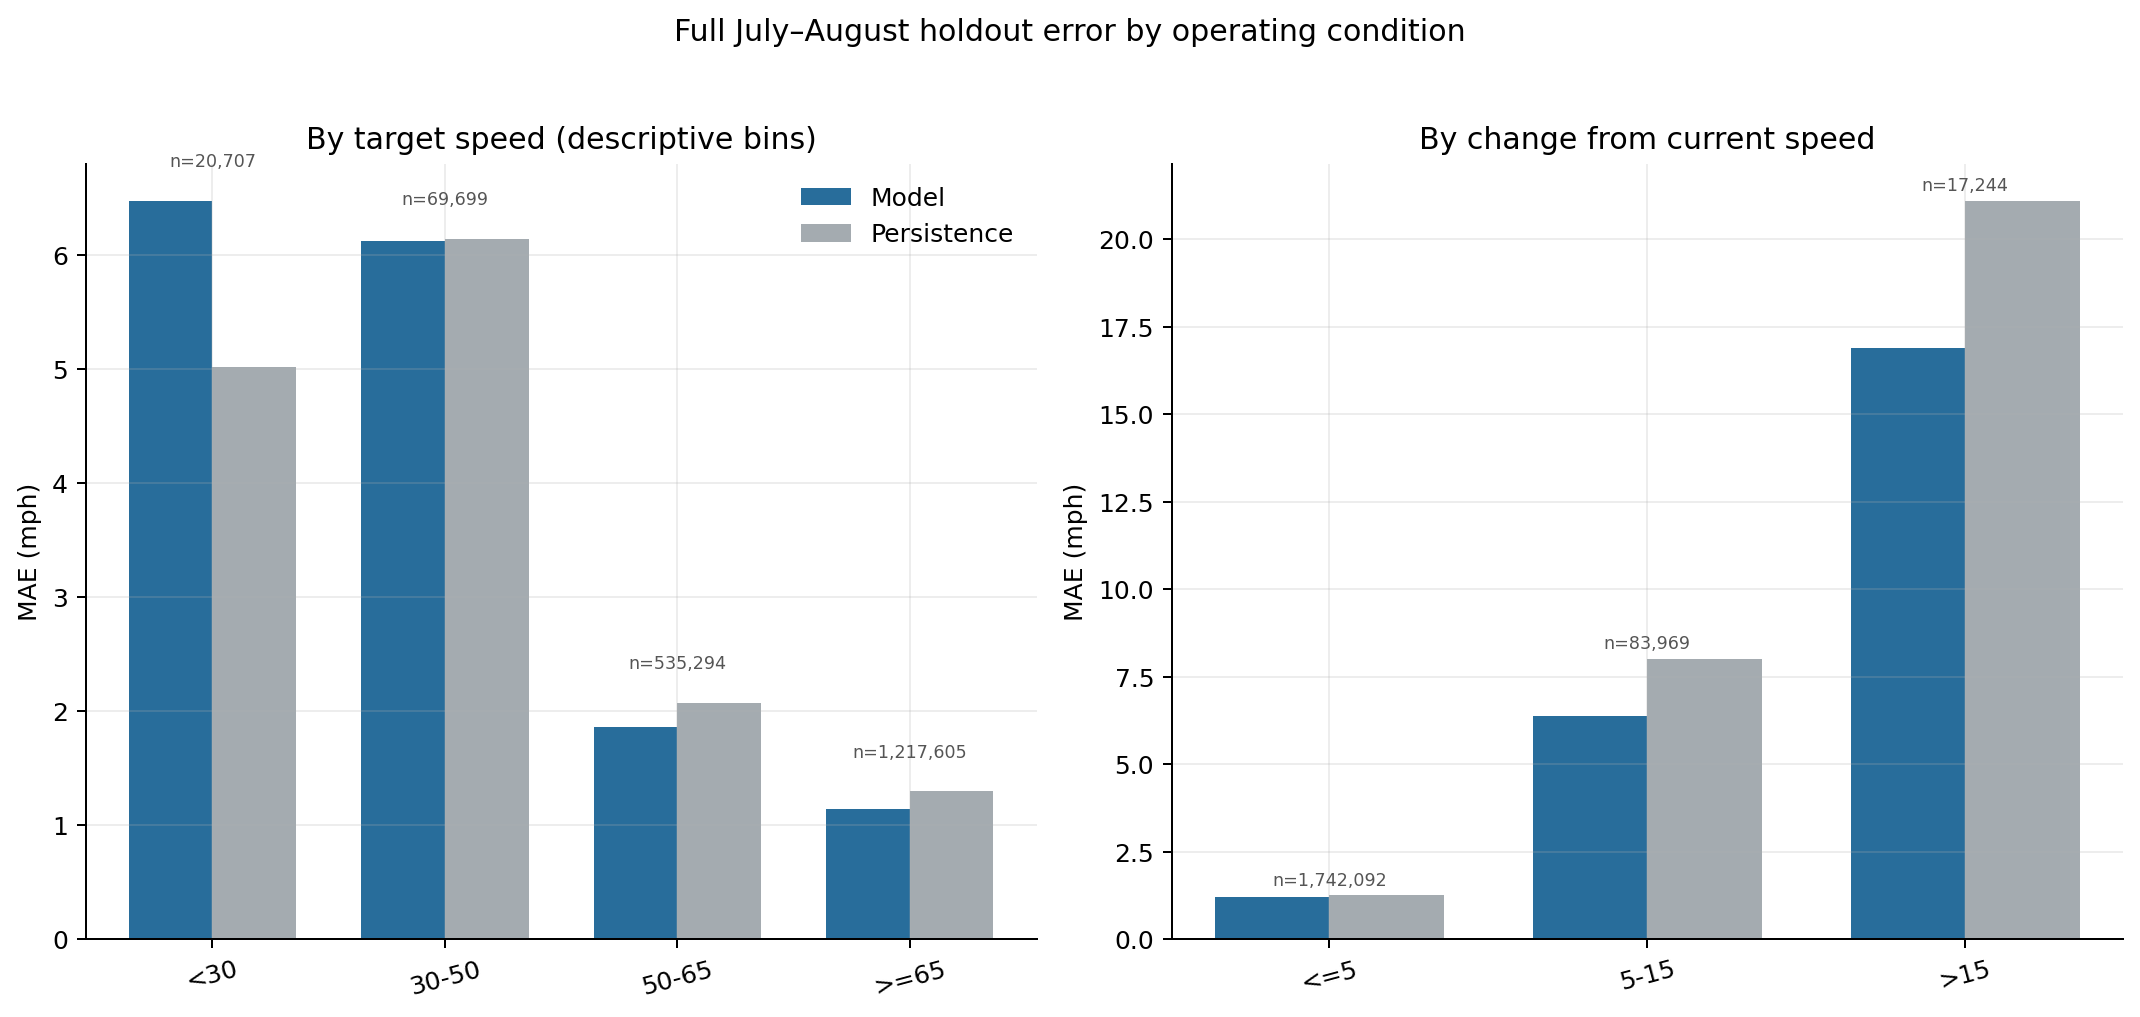 Full July–August holdout error by operating condition
By target speed (descriptive bins)
n=20,707
n=69,699
n=535,294
n=1,217,605
Model
Persistence
MAE (mph)
6
5
4
3
2
1
0
<30
30-50
50-65
>=65
By change from current speed
n=17,244
n=83,969
n=1,742,092
MAE (mph)
20.0
17.5
15.0
12.5
10.0
7.5
5.0
2.5
0.0
<=5
5-15
>15